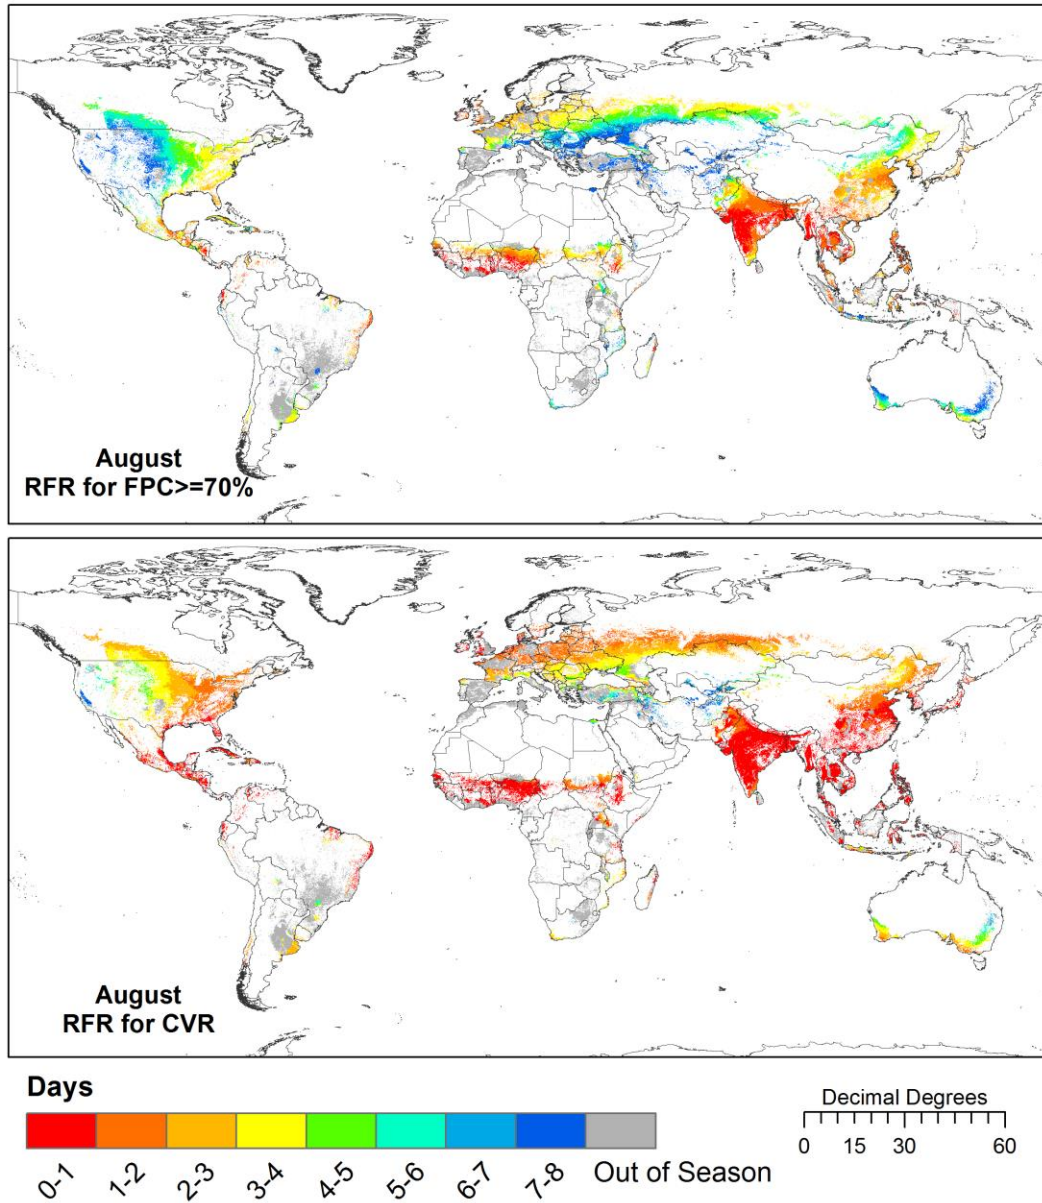 August
RFR for FPC>=70%
August
RFR for CVR
Days
0-1 1-2 2-3 3-4 4-5 5-6 6-7 7-8 Out of Season
Decimal Degrees
0 15 30 60